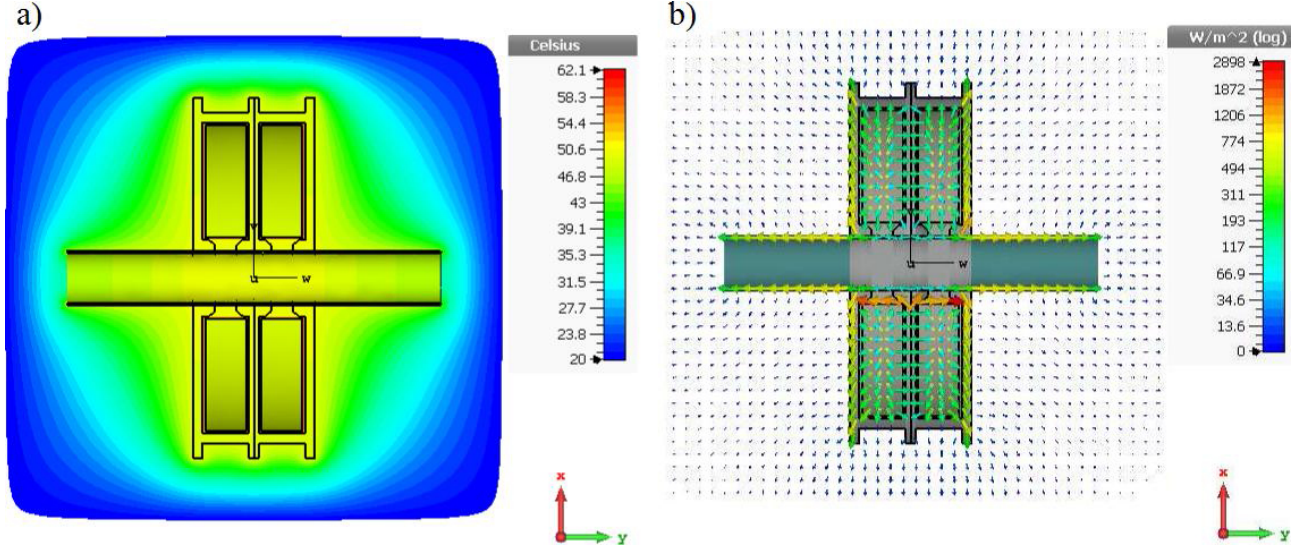 a)
Celsius
62.1
58.3
54.4
50.6
46.8
43
39.1
35.3
31.5
27.7
23.8
20
u
w
x
y
b)
W/m^2 (log)
2898
1872
1206
774
494
311
193
117
66.9
34.6
13.6
0
u
w
x
y